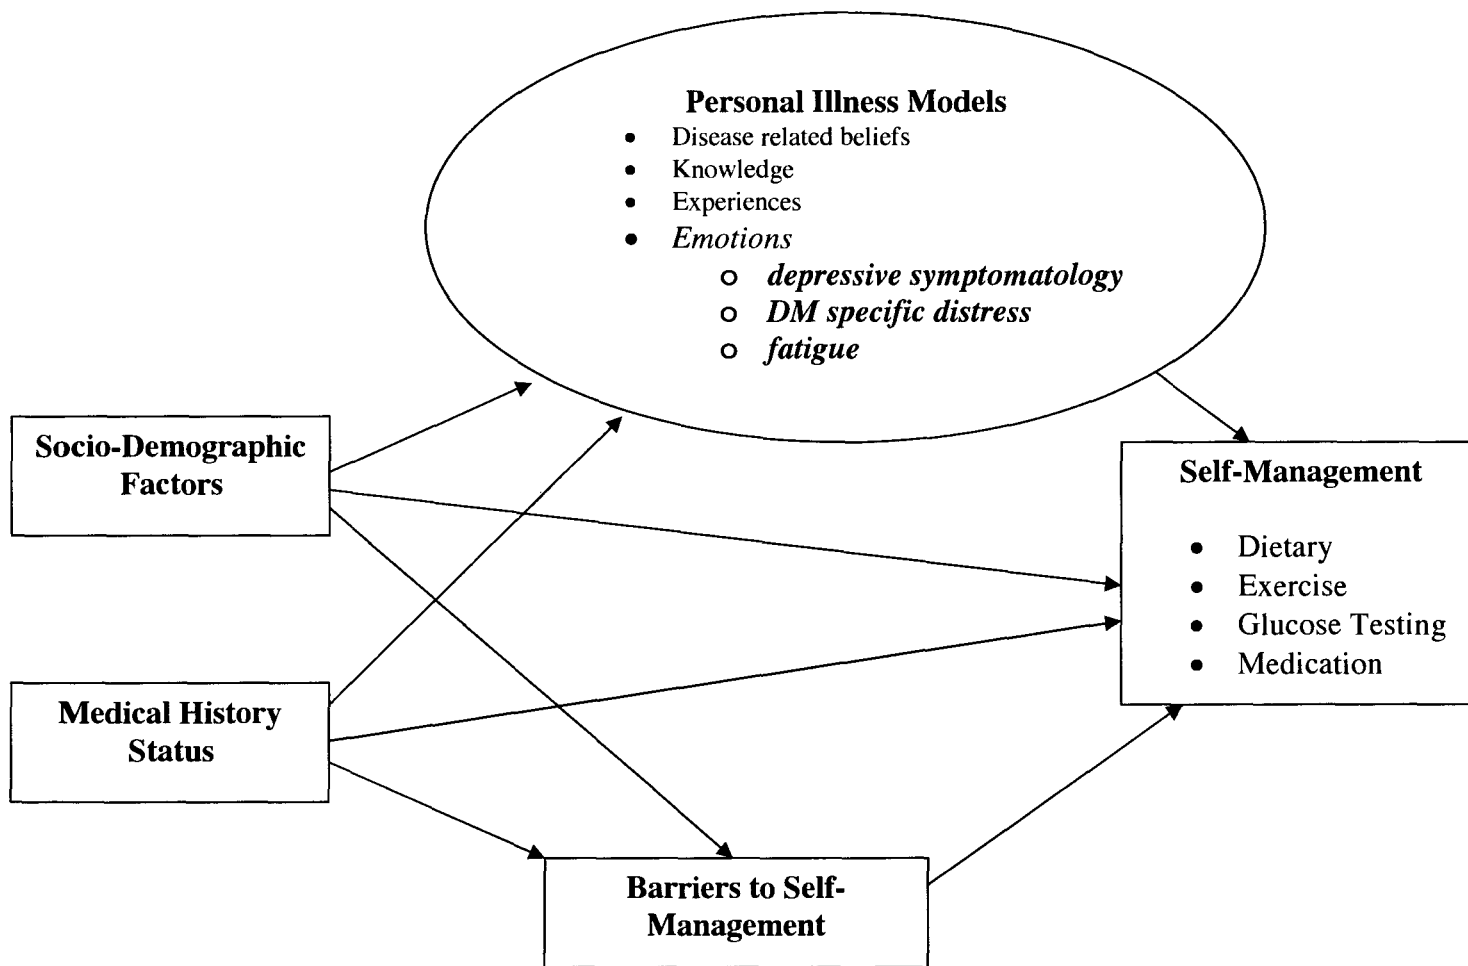 Personal Illness Models
• Disease related beliefs
• Knowledge
• Experiences
• Emotions
o depressive symptomatology
o DM specific distress
o fatigue
Socio-Demographic
Factors
Self-Management
• Dietary
• Exercise
• Glucose Testing
• Medication
Medical History
Status
Barriers to Self-
Management